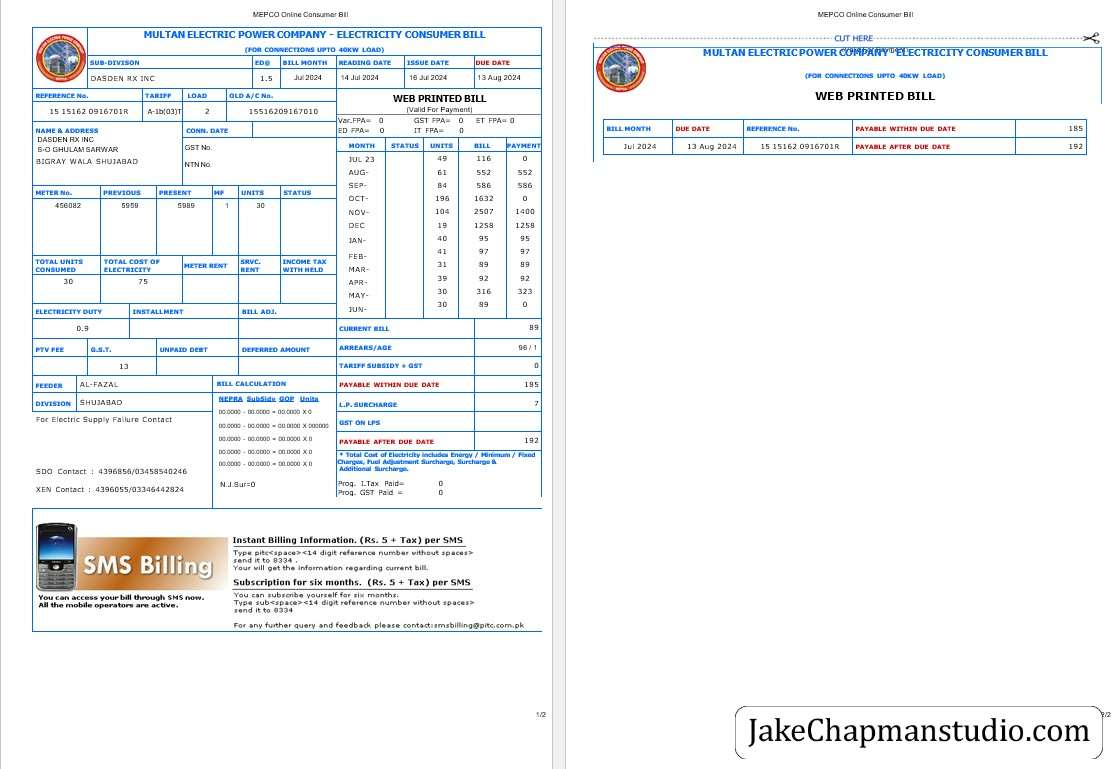 MEPCO Online Consumer Bill
MULTAN ELECTRIC POWER COMPANY - ELECTRICITY CONSUMER BILL
(FOR CONNECTIONS UPTO 40KW LOAD)
SUB-DIVISON ED@ BILL MONTH READING DATE ISSUE DATE DUE DATE
DASDEN RX INC 1.5 Jul 2024 14 Jul 2024 16 Jul 2024 13 Aug 2024
REFERENCE No. TARIFF LOAD OLD A/C No.
15 15162 0916701R A-1b(03)T 2 15516209167010
WEB PRINTED BILL
(Valid For Payment)
Var.FPA= 0 GST FPA= 0 ET FPA= 0
ED FPA= 0 IT FPA= 0
NAME & ADDRESS
DASDEN RX INC
S-O GHULAM SARWAR
BIGRAY WALA SHUJABAD
CONN. DATE
GST No.
NTN No.
MONTH STATUS UNITS BILL PAYMENT
JUL 23 49 116 0
AUG- 61 552 552
SEP- 84 586 586
OCT- 196 1632 0
NOV- 104 2507 1400
DEC 19 1258 1258
JAN- 40 95 95
FEB- 41 97 97
MAR- 31 89 89
APR- 39 92 92
MAY- 30 316 323
JUN- 30 89 0
METER No. PREVIOUS PRESENT MF UNITS STATUS
456082 5959 5989 1 30
TOTAL UNITS CONSUMED TOTAL COST OF ELECTRICITY METER RENT SRVC. RENT INCOME TAX WITH HELD
30 75
ELECTRICITY DUTY INSTALLMENT BILL ADJ.
0.9
PTV FEE G.S.T. UNPAID DEBT DEFERRED AMOUNT
13
CURRENT BILL 89
ARREARS/AGE 96 / 1
TARIFF SUBSIDY + GST 0
PAYABLE WITHIN DUE DATE 185
L.P. SURCHARGE 7
GST ON LPS
PAYABLE AFTER DUE DATE 192
FEEDER AL-FAZAL
DIVISION SHUJABAD
BILL CALCULATION
NEPRA SubSidy GOP Units
00.0000 - 00.0000 = 00.0000 X 0
00.0000 - 00.0000 = 00.0000 X 000000
00.0000 - 00.0000 = 00.0000 X 0
00.0000 - 00.0000 = 00.0000 X 0
00.0000 - 00.0000 = 00.0000 X 0
N.J.Sur=0
For Electric Supply Failure Contact
SDO Contact : 4396856/03458540246
XEN Contact : 4396055/03346442824
* Total Cost of Electricity includes Energy / Minimum / Fixed
Charges, Fuel Adjustment Surcharge, Surcharge &
Additional Surcharge.
Prog. I.Tax Paid= 0
Prog. GST Paid = 0
SMS Billing
You can access your bill through SMS now.
All the mobile operators are active.
Instant Billing Information. (Rs. 5 + Tax) per SMS
Type pitc<space><14 digit reference number without spaces>
send it to 8334 .
Your will get the information regarding current bill.
Subscription for six months. (Rs. 5 + Tax) per SMS
You can subscribe yourself for six months.
Type sub<space><14 digit reference number without spaces>
send it to 8334
For any further query and feedback please contact:smsbilling@pitc.com.pk
1/2
MEPCO Online Consumer Bill
CUT HERE
MULTAN ELECTRIC POWER COMPANY - ELECTRICITY CONSUMER BILL
(FOR CONNECTIONS UPTO 40KW LOAD)
WEB PRINTED BILL
BILL MONTH DUE DATE REFERENCE No. PAYABLE WITHIN DUE DATE 185
Jul 2024 13 Aug 2024 15 15162 0916701R PAYABLE AFTER DUE DATE 192
JakeChapmanstudio.com